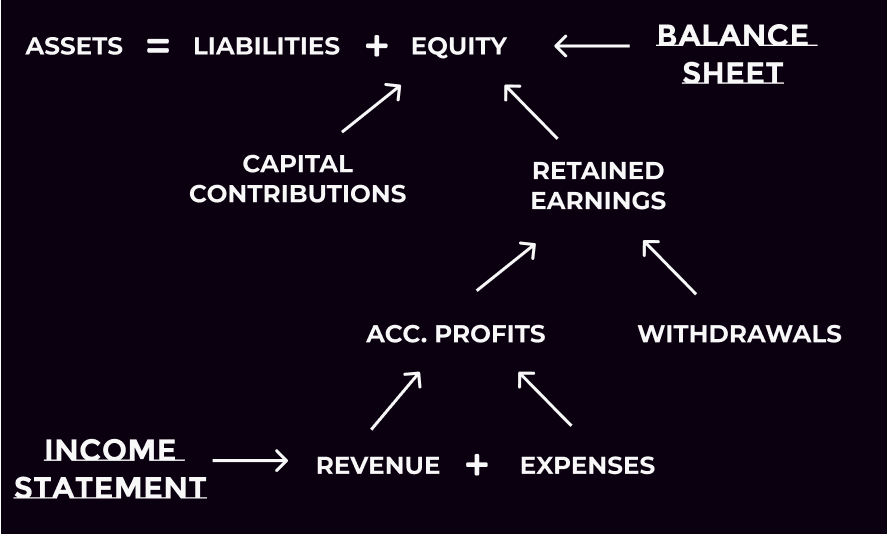 ASSETS = LIABILITIES + EQUITY
BALANCE
SHEET
CAPITAL
CONTRIBUTIONS
RETAINED
EARNINGS
ACC. PROFITS
WITHDRAWALS
INCOME
STATEMENT
REVENUE + EXPENSES